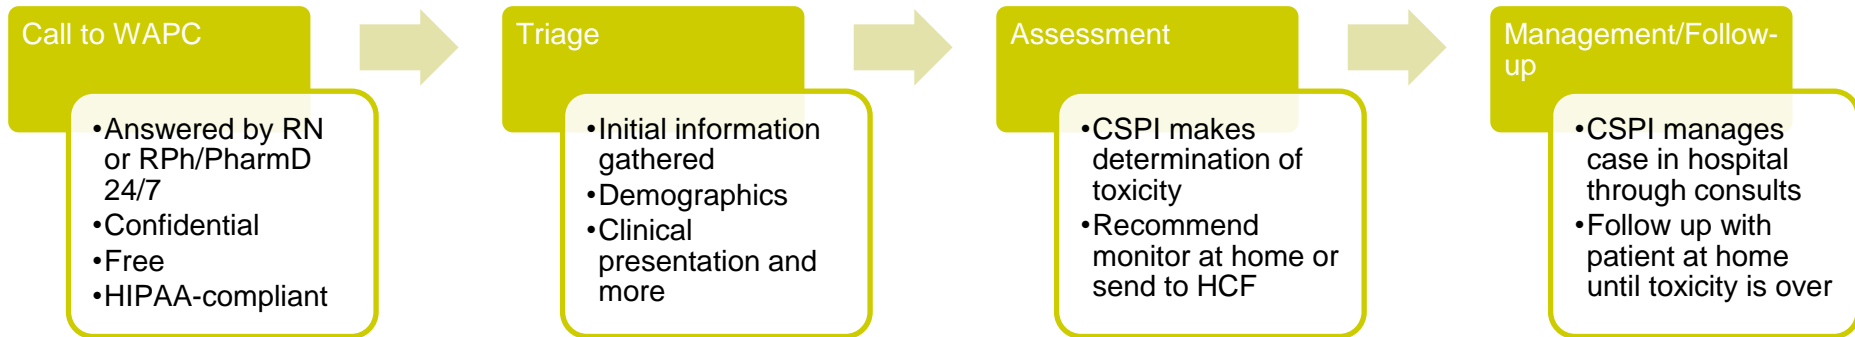 Call to WAPC
•Answered by RN
or RPh/PharmD
24/7
•Confidential
•Free
•HIPAA-compliant
Triage
•Initial information
gathered
•Demographics
•Clinical
presentation and
more
Assessment
•CSPI makes
determination of
toxicity
•Recommend
monitor at home or
send to HCF
Management/Follow-
up
•CSPI manages
case in hospital
through consults
•Follow up with
patient at home
until toxicity is over